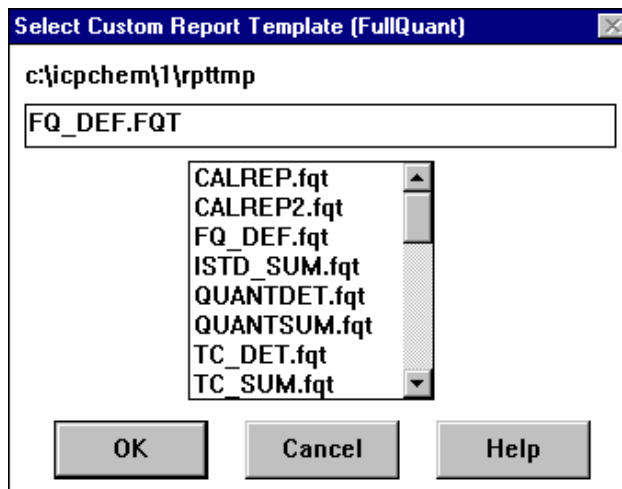 Select Custom Report Template (FullQuant)
c:\icpchem\1\rpttmp
FQ_DEF.FQT
CALREP.fqt
CALREP2.fqt
FQ_DEF.fqt
ISTD_SUM.fqt
QUANTDET.fqt
QUANTSUM.fqt
TC_DET.fqt
TC_SUM.fqt
OK Cancel Help